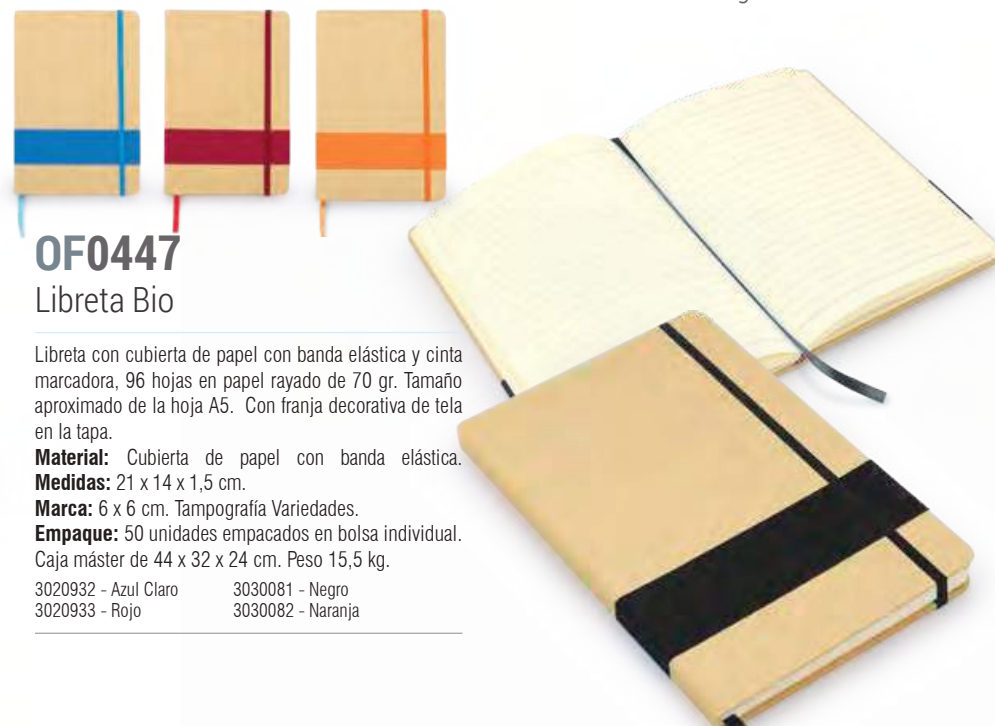 OF0447
Libreta Bio
Libreta con cubierta de papel con banda elástica y cinta
marcadora, 96 hojas en papel rayado de 70 gr. Tamaño
aproximado de la hoja A5. Con franja decorativa de tela
en la tapa.
Material: Cubierta de papel con banda elástica.
Medidas: 21 x 14 x 1,5 cm.
Marca: 6 x 6 cm. Tampografía Variedades.
Empaque: 50 unidades empacados en bolsa individual.
Caja máster de 44 x 32 x 24 cm. Peso 15,5 kg.
3020932 - Azul Claro 3030081 - Negro
3020933 - Rojo 3030082 - Naranja